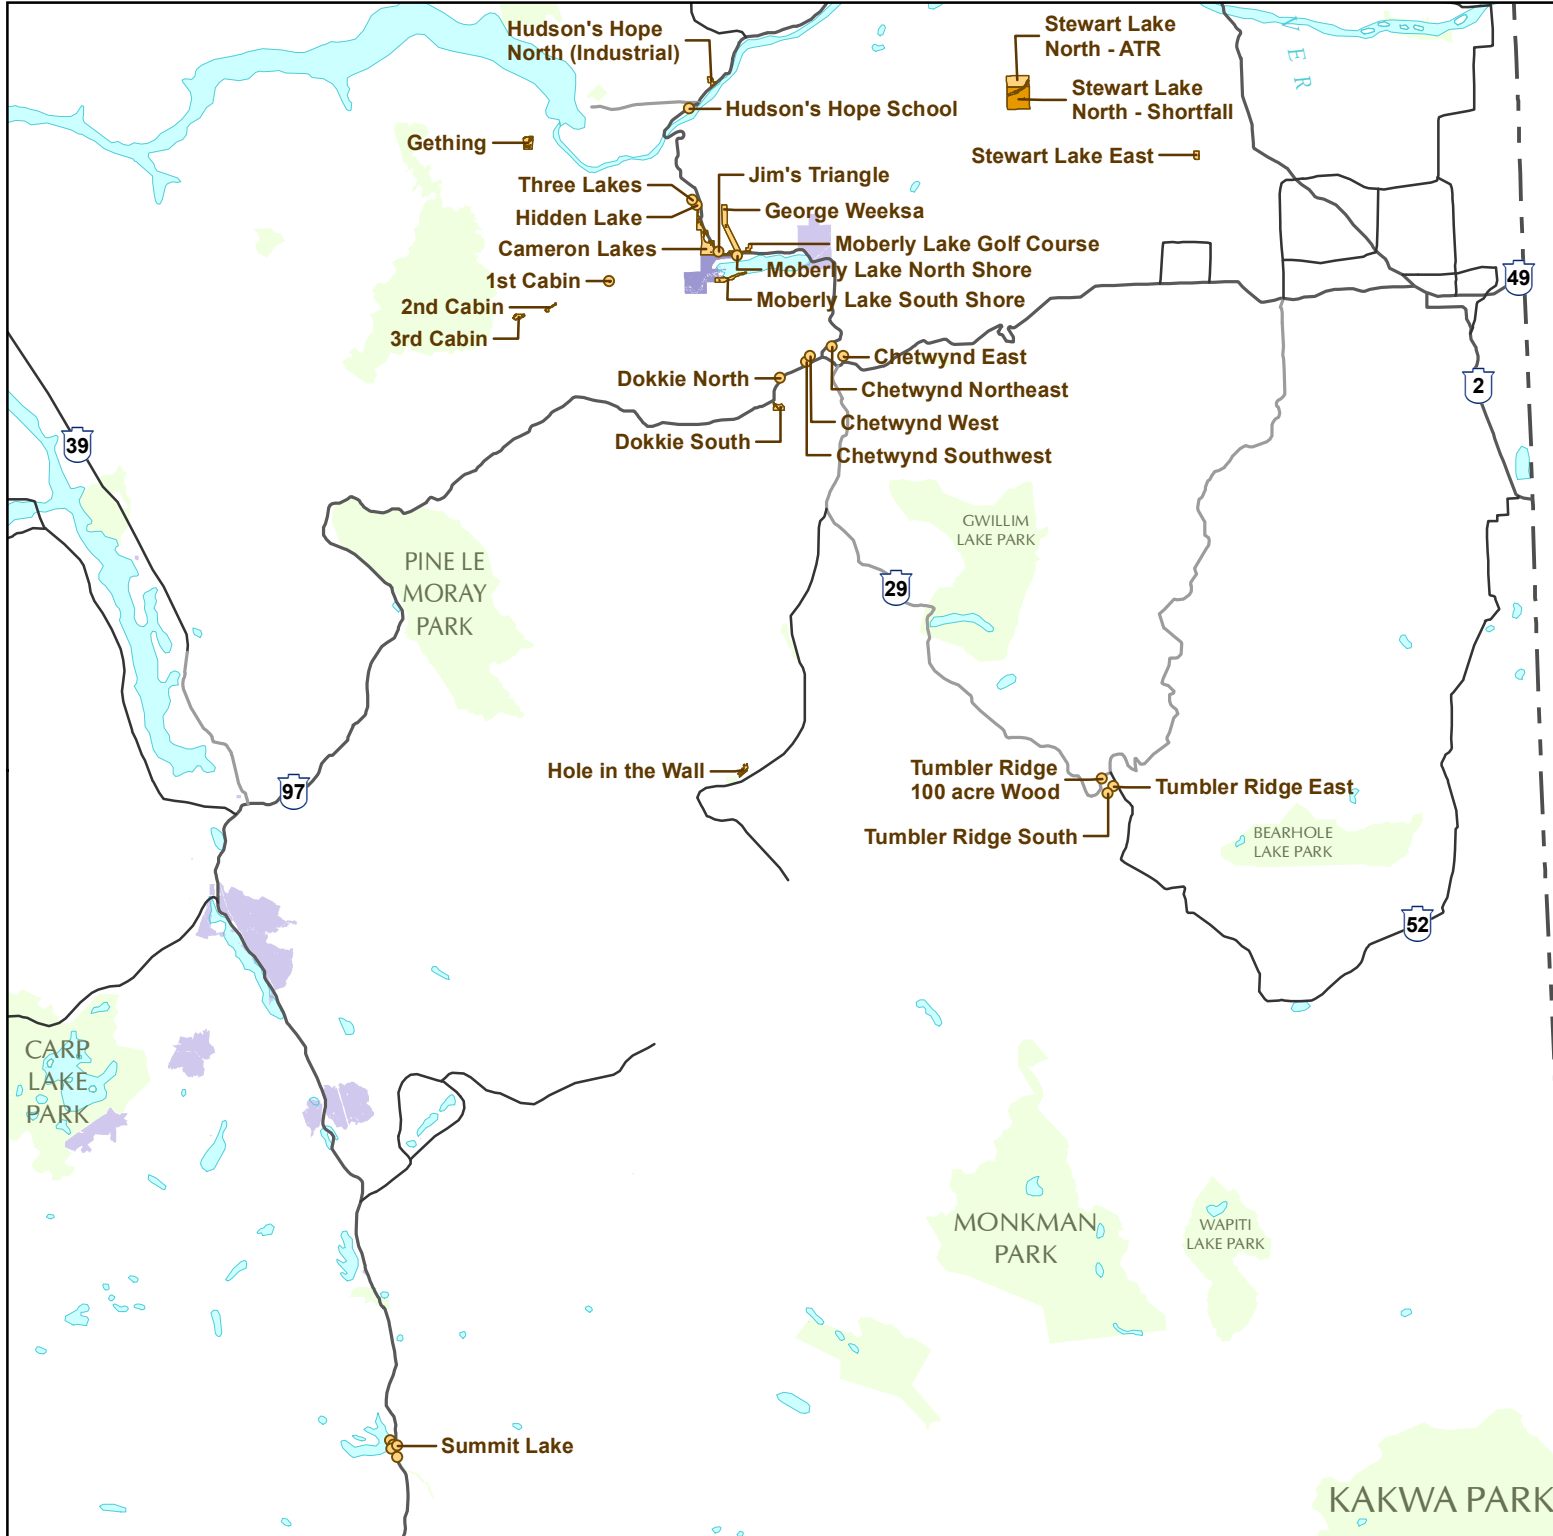 Hudson's Hope
North (Industrial)
Stewart Lake
North - ATR
V E R
Stewart Lake
North - Shortfall
Hudson's Hope School
Gething
Stewart Lake East
Three Lakes
Jim's Triangle
Hidden Lake
George Weeksa
Cameron Lakes
Moberly Lake Golf Course
Moberly Lake North Shore
1st Cabin
49
Moberly Lake South Shore
2nd Cabin
3rd Cabin
Chetwynd East
Dokkie North
Chetwynd Northeast
2
Chetwynd West
Dokkie South
39
Chetwynd Southwest
GWILLIM
LAKE PARK
PINE LE
MORAY
PARK
29
Hole in the Wall
Tumbler Ridge
100 acre Wood
Tumbler Ridge East
97
Tumbler Ridge South
BEARHOLE
LAKE PARK
52
CARP
LAKE
PARK
MONKMAN
PARK
WAPITI
LAKE PARK
Summit Lake
KAKWA PARK